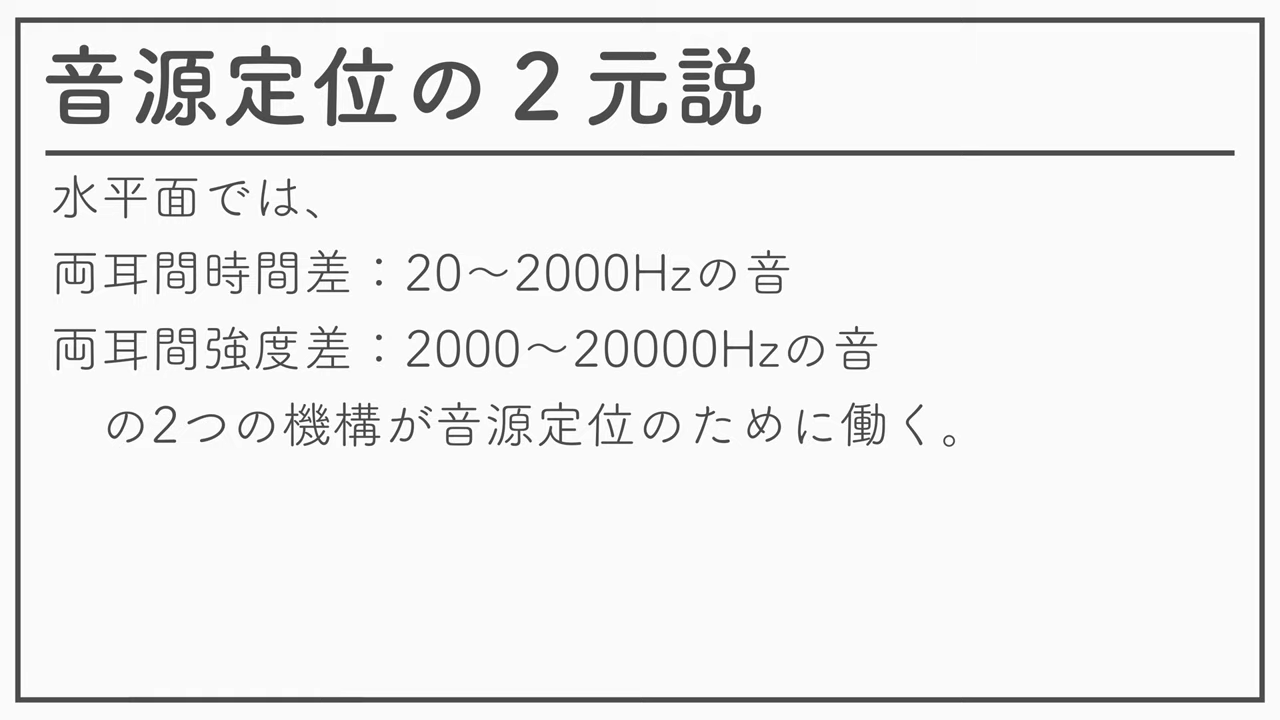 音源定位の２元説
水平面では、
両耳間時間差：20〜2000Hzの音
両耳間強度差：2000〜20000Hzの音
の2つの機構が音源定位のために働く。